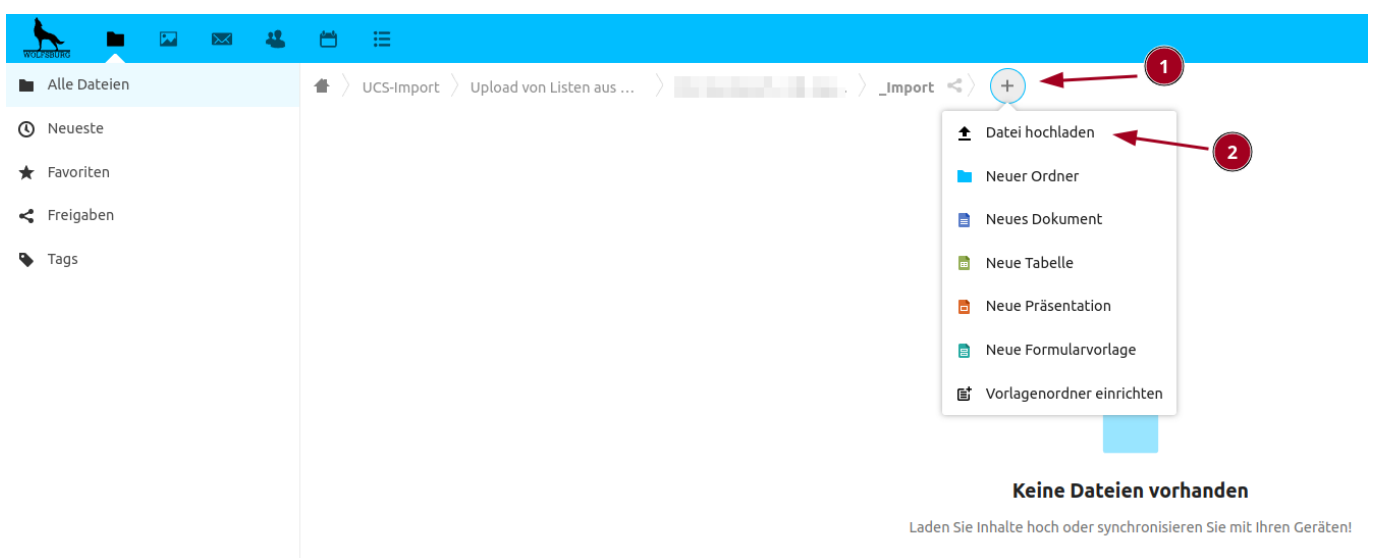 WOLFSBURG
Alle Dateien
UCS-Import
Upload von Listen aus ...
_Import
1
Neueste
Datei hochladen
2
Favoriten
Neuer Ordner
Freigaben
Neues Dokument
Tags
Neue Tabelle
Neue Präsentation
Neue Formularvorlage
Vorlagenordner einrichten
Keine Dateien vorhanden
Laden Sie Inhalte hoch oder synchronisieren Sie mit Ihren Geräten!